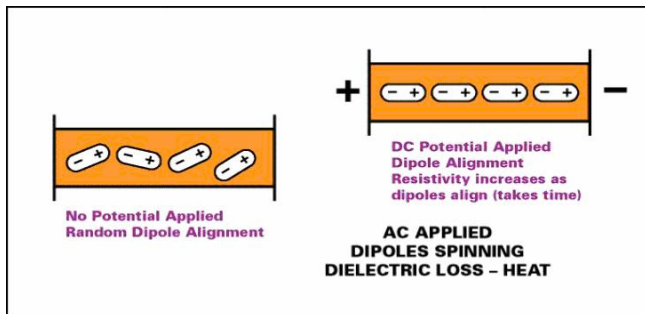 No Potential Applied
Random Dipole Alignment
+ −
− + − + − + − +
DC Potential Applied
Dipole Alignment
Resistivity increases as
dipoles align (takes time)
AC APPLIED
DIPOLES SPINNING
DIELECTRIC LOSS – HEAT